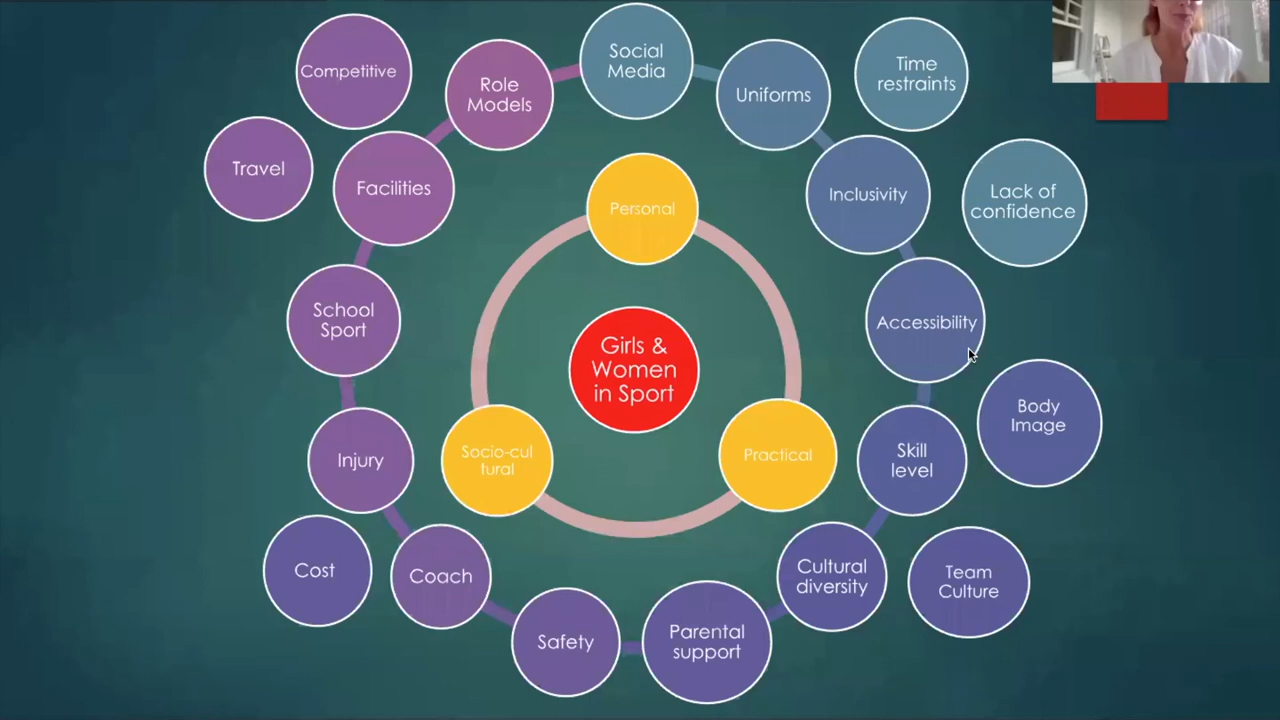 Social
Media
Competitive
Role
Models
Uniforms
Time
restraints
Travel
Facilities
Personal
Inclusivity
Lack of
confidence
School
Sport
Girls &
Women
in Sport
Accessibility
Injury
Socio-cul
tural
Practical
Skill
level
Body
Image
Cost
Coach
Cultural
diversity
Team
Culture
Safety
Parental
support